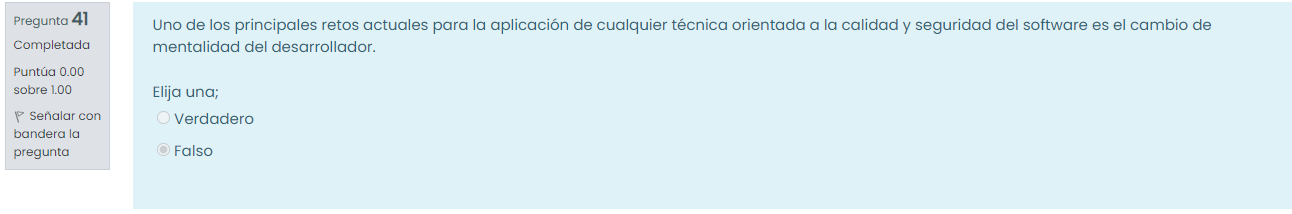 Pregunta 41
Completada
Puntúa 0.00
sobre 1.00
Señalar con
bandera la
pregunta
Uno de los principales retos actuales para la aplicación de cualquier técnica orientada a la calidad y seguridad del software es el cambio de
mentalidad del desarrollador.
Elija una;
Verdadero
Falso